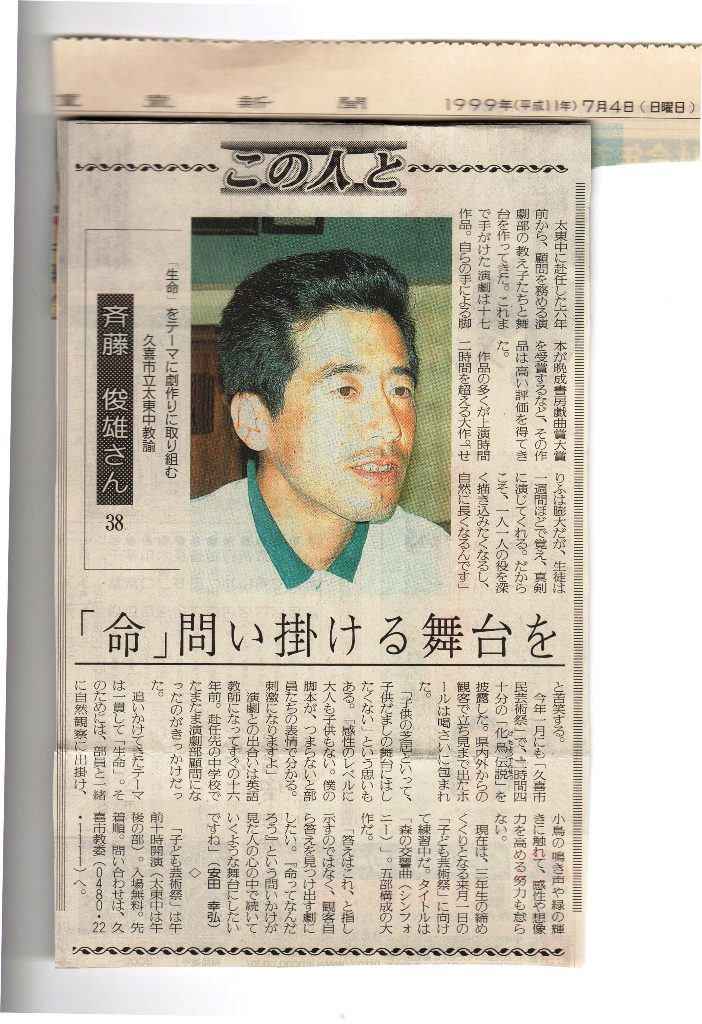 新聞
1999年(平成11年)7月4日(日曜日)
この人と
「生命」をテーマに劇作りに取り組む
久喜市立太東中教諭
斉藤 俊雄さん
38
太東中に赴任した六年
前から、顧問を務める演
劇部の教え子たちと舞
台を作ってきた。これま
で手がけた演劇は十七
作品。自らの手による脚
本が晩成書房戯曲賞大賞
を受賞するなど、その作
品は高い評価を得てき
た。
作品の多くが上演時間
二時間を超える大作。「せ
りふは膨大だが、生徒は
一週間ほどで覚え、真剣
に演じてくれる。だから
こそ、一人一人の役を深
く描き込みたくなるし、
自然に長くなるんです」
「命」問い掛ける舞台を
と苦笑する。
今年一月にも「久喜市
民芸術祭」で、二時間四
十分の「化鳥伝説」を
披露した。県内外からの
観客で立ち見まで出たホ
ールは喝さいに包まれ
た。
「子供の芝居といって、
子供だましの舞台にはし
たくない」という思いも
ある。「感性のレベルに
大人も子供もない。僕の
脚本が、つまらないと部
員たちの表情で分かる。
刺激になりますよ」
演劇との出合いは英語
教師になってすぐの十六
年前。赴任先の中学校で
たまたま演劇部顧問にな
ったのがきっかけだっ
た。
追いかけてきたテーマ
は一貫して「生命」。そ
のためには、部員と一緒
に自然観察に出掛け、
小鳥の鳴き声や緑の輝
きに触れて、感性や想像
力を高める努力も怠ら
ない。
現在は、三年生の締め
くくりとなる来月一日の
「子ども芸術祭」に向け
て練習中だ。タイトルは
「森の交響曲(シンフォ
ニー)」。五部構成の大
作だ。
「答えはこれ、と指し
示すのではなく、観客自
ら答えを見つけ出す劇に
したい。『命ってなんだ
ろう』という問いかけが
見た人の心の中で続いて
いくような舞台にしたい
ですね」(安田 幸弘)
◇
「子ども芸術祭」は午
前十時開演(太東中は午
後の部)。入場無料。先
着順。問い合わせは、久
喜市教委(0480・22
・1111)へ。